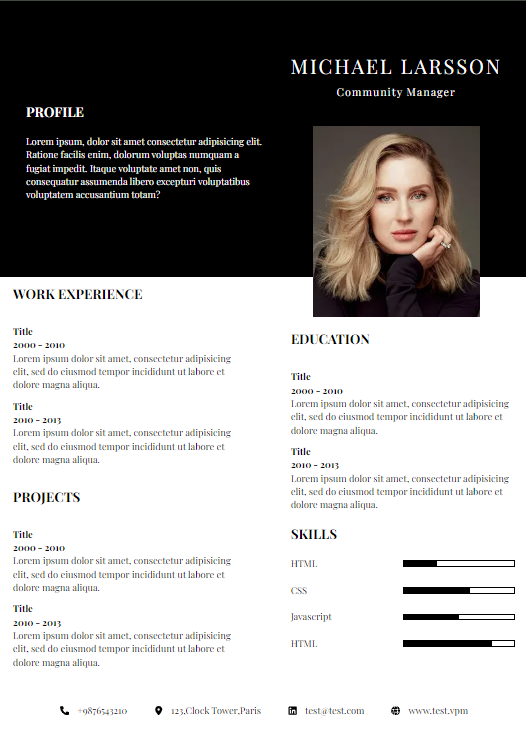 MICHAEL LARSSON
Community Manager
PROFILE
Lorem ipsum, dolor sit amet consectetur adipisicing elit.
Ratione facilis enim, dolorum voluptas numquam a
fugiat impedit. Itaque voluptate amet non, quis
consequatur assumenda libero excepturi voluptatibus
voluptatem accusantium totam?
WORK EXPERIENCE
Title
2000 - 2010
Lorem ipsum dolor sit amet, consectetur adipisicing
elit, sed do eiusmod tempor incididunt ut labore et
dolore magna aliqua.
Title
2010 - 2013
Lorem ipsum dolor sit amet, consectetur adipisicing
elit, sed do eiusmod tempor incididunt ut labore et
dolore magna aliqua.
PROJECTS
Title
2000 - 2010
Lorem ipsum dolor sit amet, consectetur adipisicing
elit, sed do eiusmod tempor incididunt ut labore et
dolore magna aliqua.
Title
2010 - 2013
Lorem ipsum dolor sit amet, consectetur adipisicing
elit, sed do eiusmod tempor incididunt ut labore et
dolore magna aliqua.
EDUCATION
Title
2000 - 2010
Lorem ipsum dolor sit amet, consectetur adipisicing
elit, sed do eiusmod tempor incididunt ut labore et
dolore magna aliqua.
Title
2010 - 2013
Lorem ipsum dolor sit amet, consectetur adipisicing
elit, sed do eiusmod tempor incididunt ut labore et
dolore magna aliqua.
SKILLS
HTML
CSS
Javascript
HTML
+9876543210 123,Clock Tower,Paris test@test.com www.test.vpm